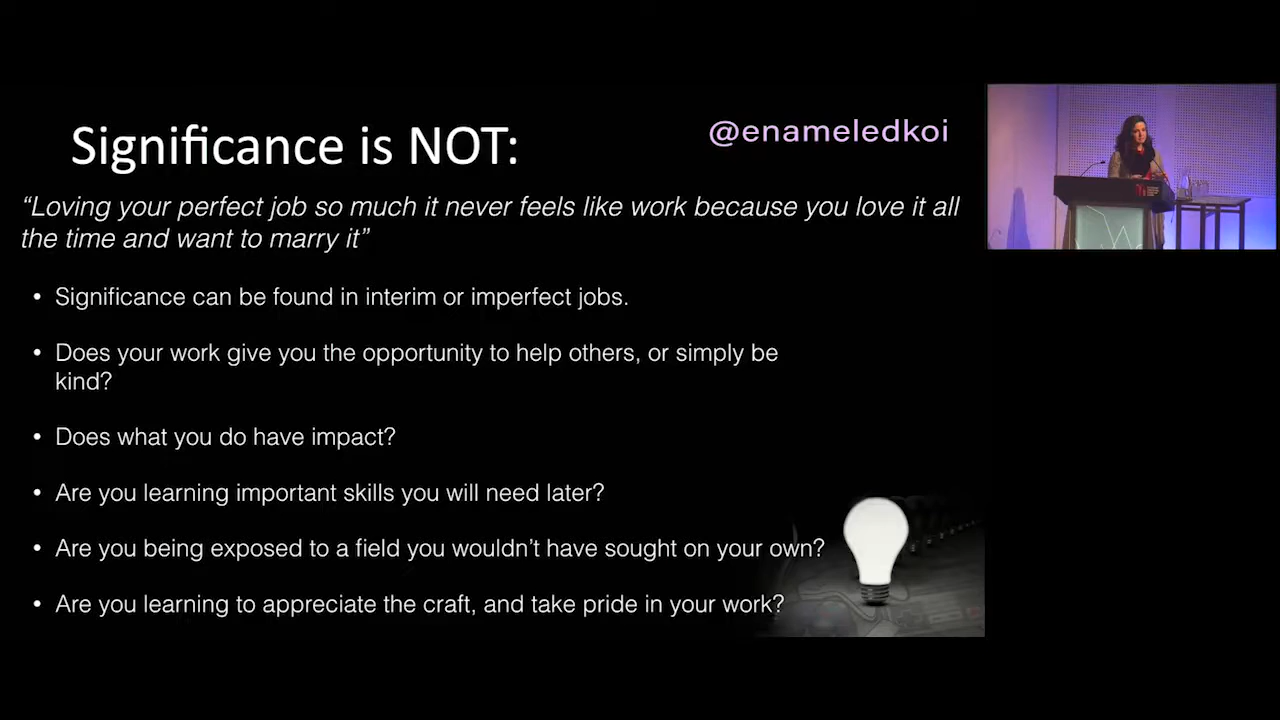 Significance is NOT:
@enameledkoi
“Loving your perfect job so much it never feels like work because you love it all
the time and want to marry it”
• Significance can be found in interim or imperfect jobs.
• Does your work give you the opportunity to help others, or simply be
kind?
• Does what you do have impact?
• Are you learning important skills you will need later?
• Are you being exposed to a field you wouldn’t have sought on your own?
• Are you learning to appreciate the craft, and take pride in your work?